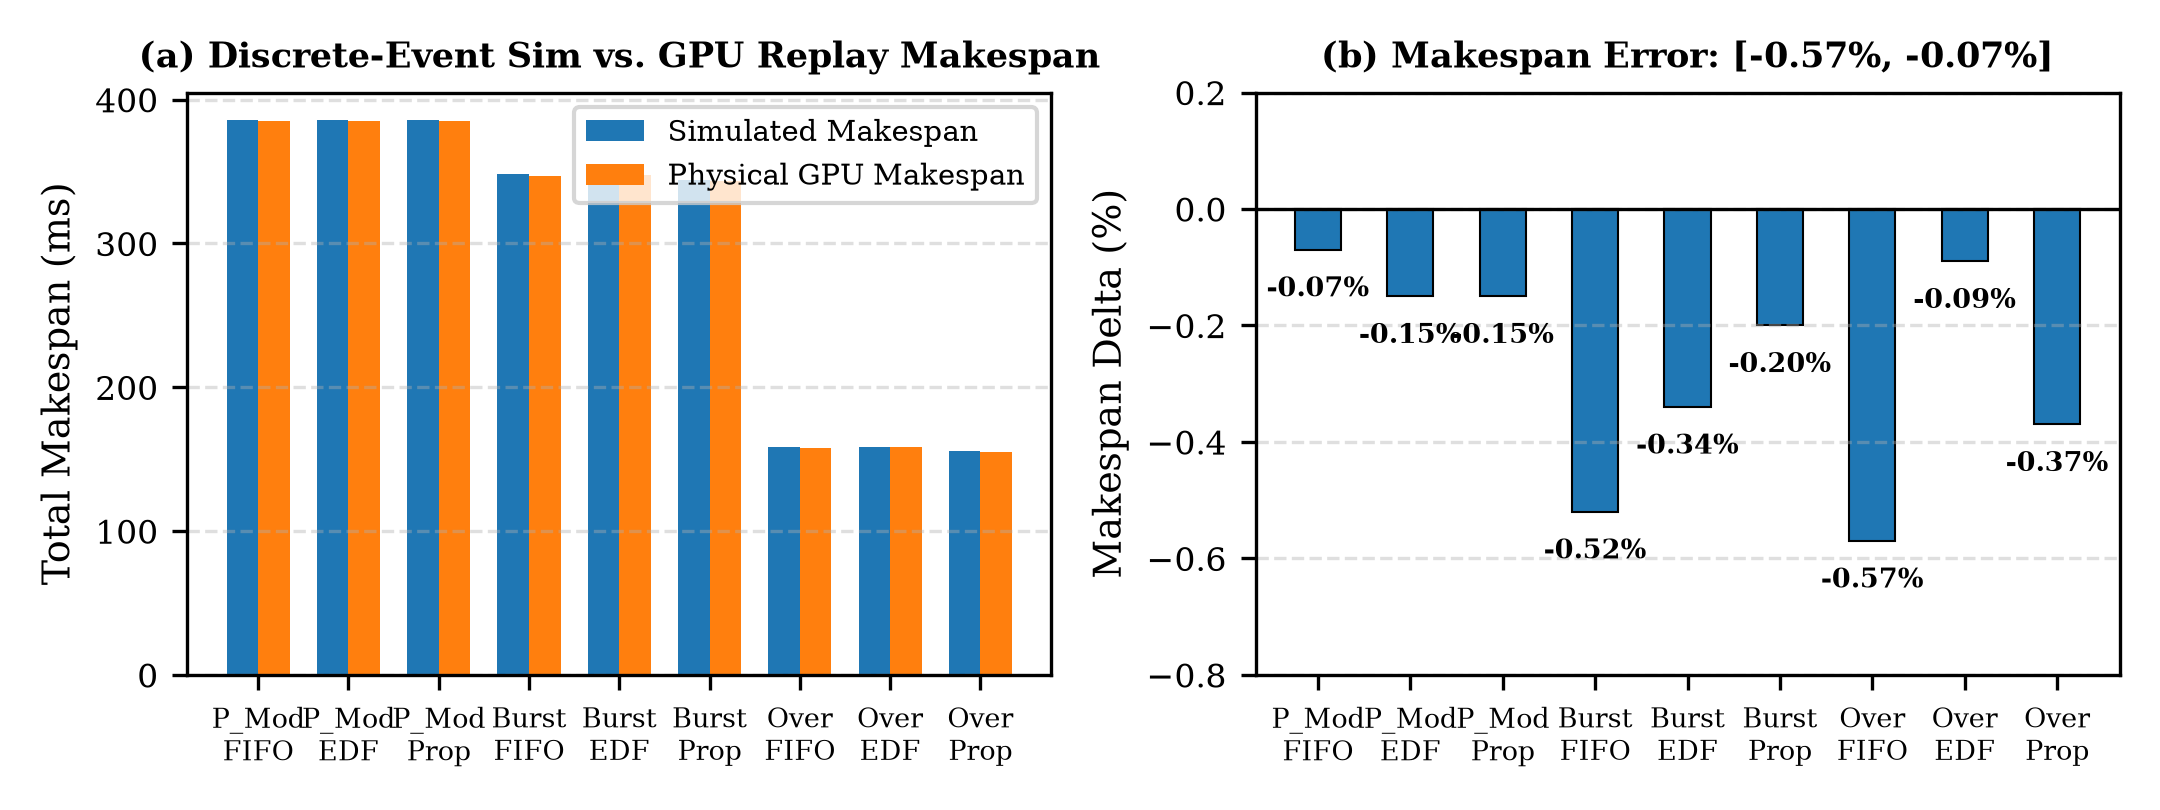 (a) Discrete-Event Sim vs. GPU Replay Makespan
Total Makespan (ms)
400
300
200
100
0
Simulated Makespan
Physical GPU Makespan
P_Mod FIFO
P_Mod EDF
P_Mod Prop
Burst FIFO
Burst EDF
Burst Prop
Over FIFO
Over EDF
Over Prop
(b) Makespan Error: [-0.57%, -0.07%]
Makespan Delta (%)
0.2
0.0
−0.2
−0.4
−0.6
−0.8
-0.07%
-0.15%
-0.15%
-0.52%
-0.34%
-0.20%
-0.57%
-0.09%
-0.37%
P_Mod FIFO
P_Mod EDF
P_Mod Prop
Burst FIFO
Burst EDF
Burst Prop
Over FIFO
Over EDF
Over Prop